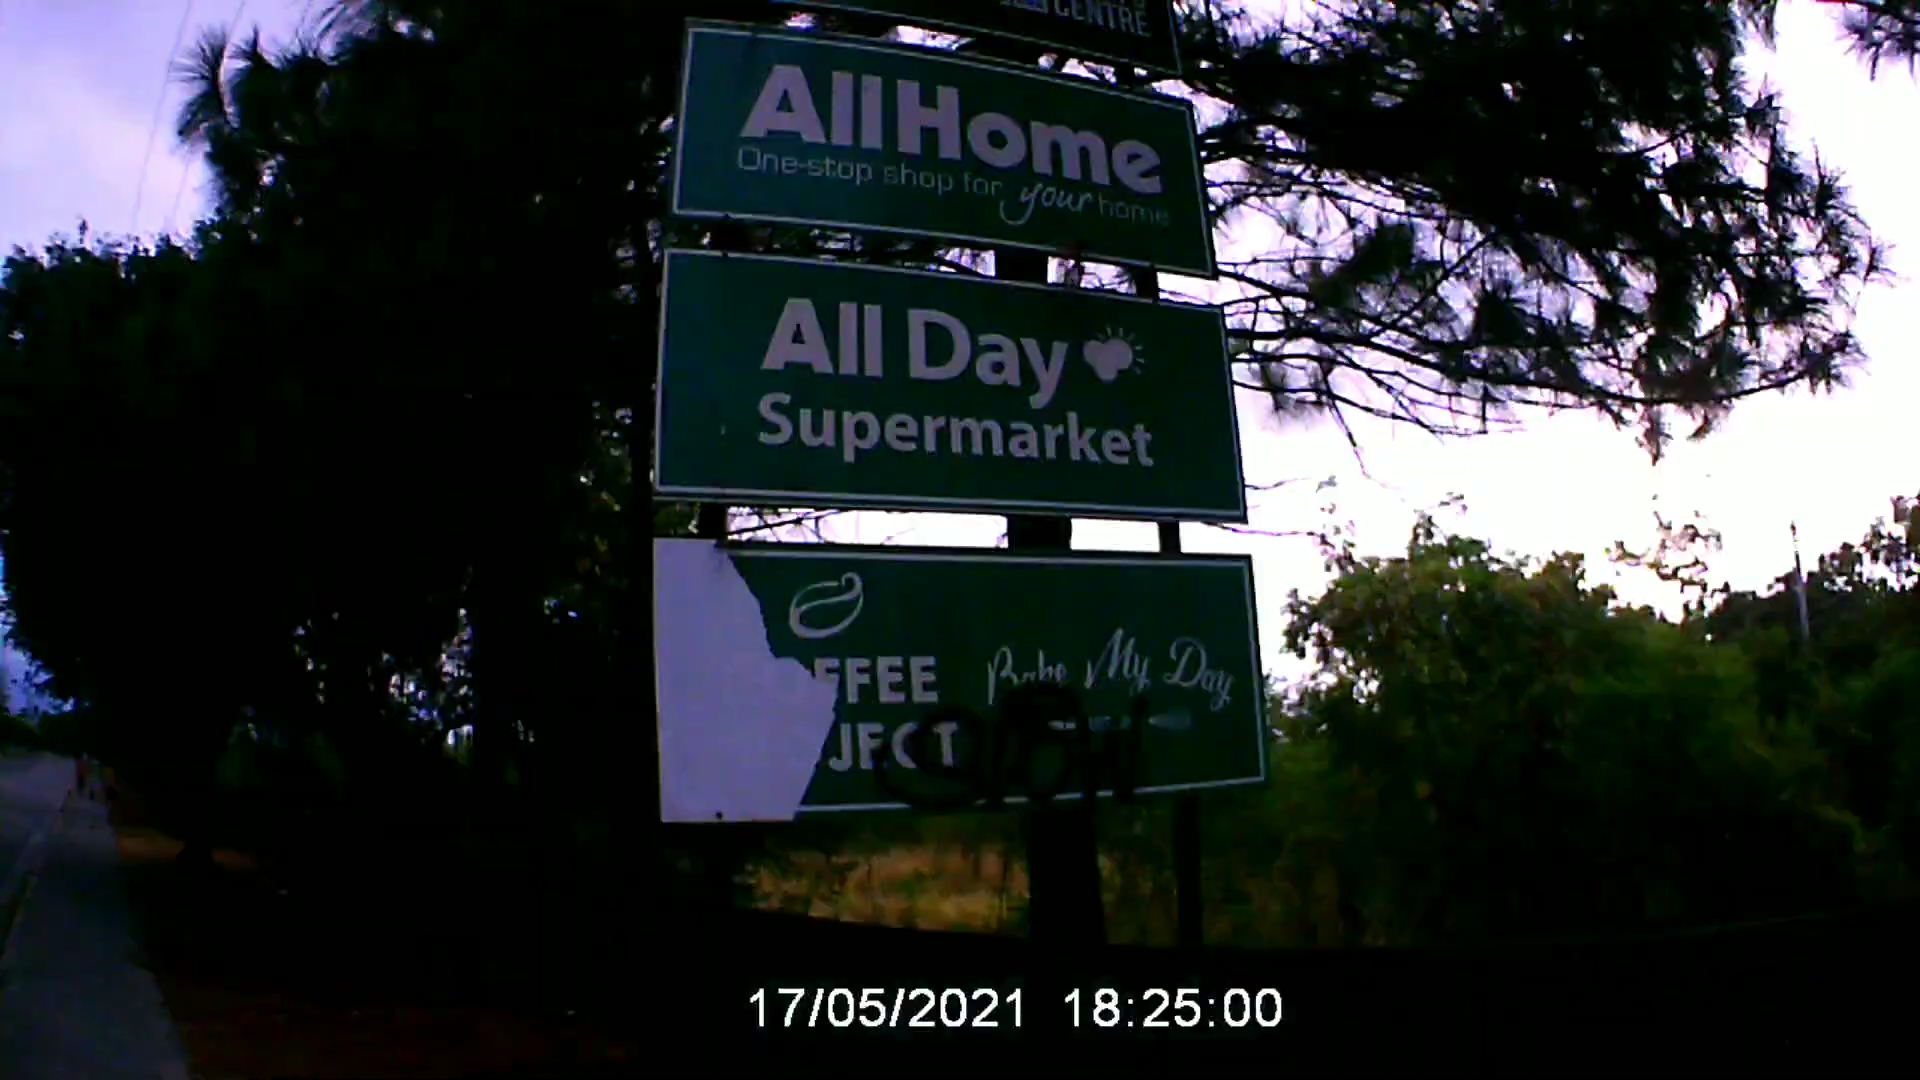 CENTRE
AllHome
One-stop shop for your home
All Day
Supermarket
FFEE
JECT
Bake My Day
17/05/2021 18:25:00